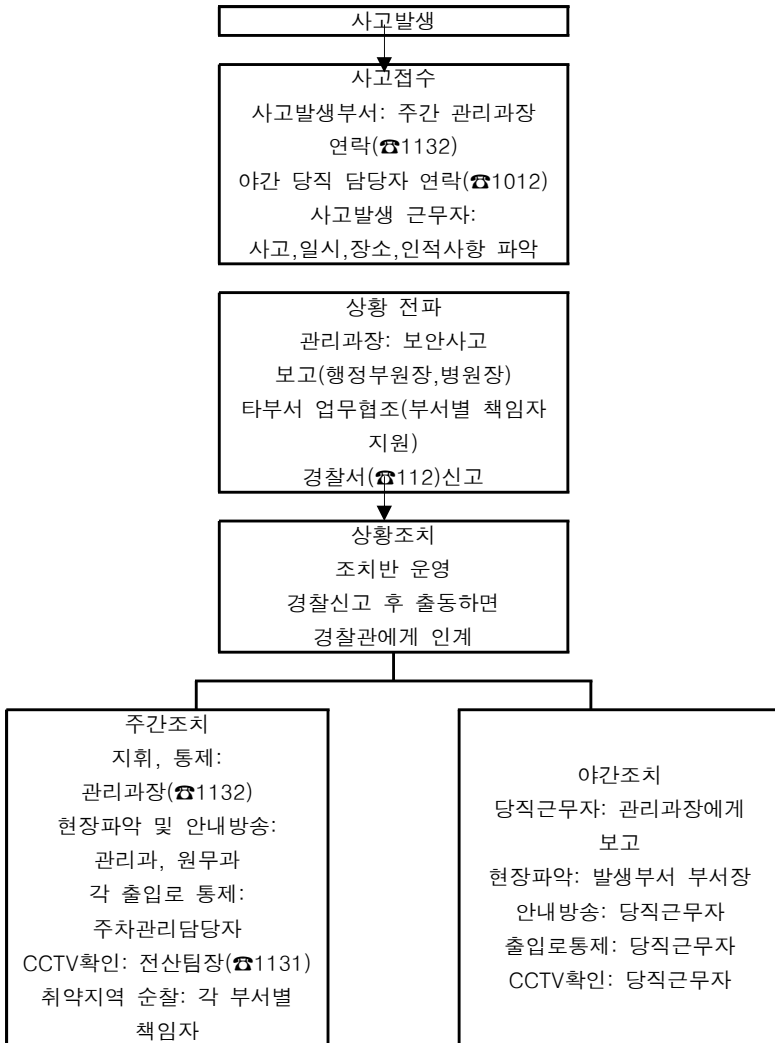 사고발생
사고접수
사고발생부서: 주간 관리과장
연락(☎1132)
야간 당직 담당자 연락(☎1012)
사고발생 근무자:
사고,일시,장소,인적사항 파악
상황 전파
관리과장: 보안사고
보고(행정부원장,병원장)
타부서 업무협조(부서별 책임자
지원)
경찰서(☎112)신고
상황조치
조치반 운영
경찰신고 후 출동하면
경찰관에게 인계
주간조치
지휘, 통제:
관리과장(☎1132)
현장파악 및 안내방송:
관리과, 원무과
각 출입로 통제:
주차관리담당자
CCTV확인: 전산팀장(☎1131)
취약지역 순찰: 각 부서별
책임자
야간조치
당직근무자: 관리과장에게
보고
현장파악: 발생부서 부서장
안내방송: 당직근무자
출입로통제: 당직근무자
CCTV확인: 당직근무자